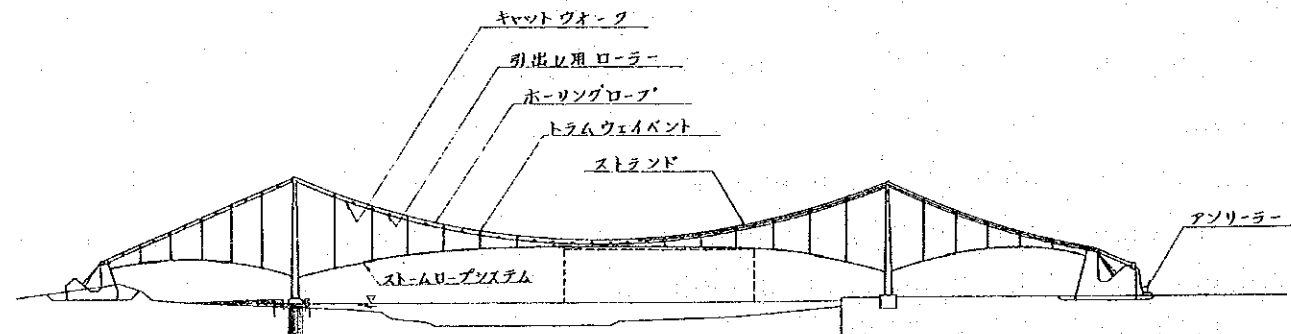 キャットウォーク
引出し用 ローラー
ホーリングロープ
トラムウェイベント
ストランド
アンリーラー
ストームロープシステム